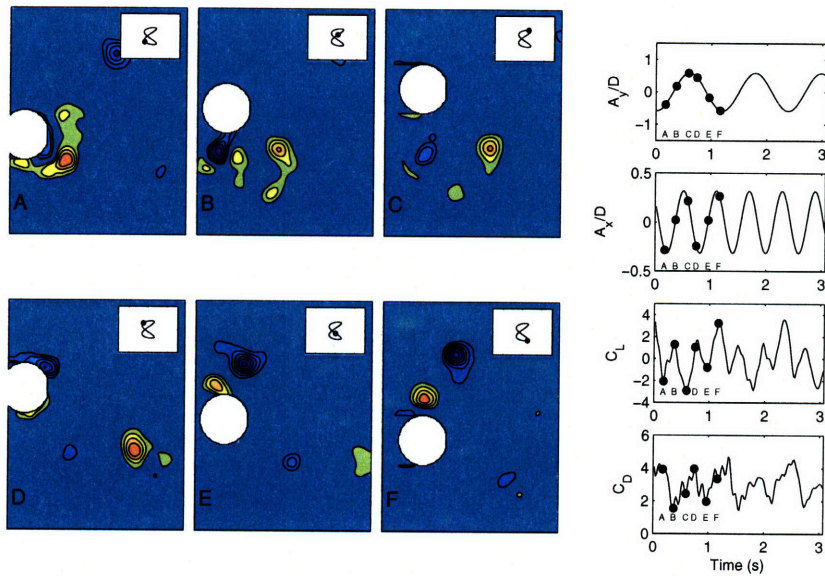 A
B
C
D
E
F
A_y/D
1
0
−1
A B C D E F
0 1 2 3
A_x/D
0.5
0
−0.5
A B C D E F
0 1 2 3
C_L
4
2
0
−2
−4
A B C D E F
0 1 2 3
C_D
6
4
2
0
A B C D E F
0 1 2 3
Time (s)